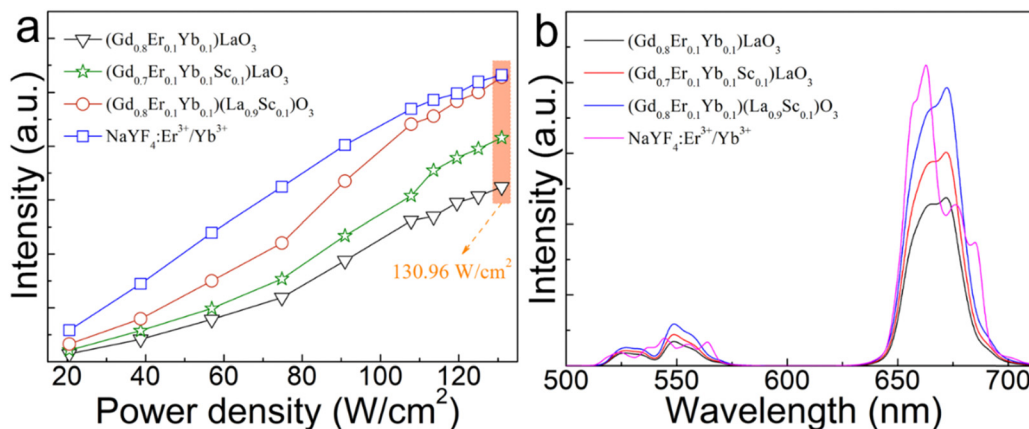 a
(Gd₀.₈Er₀.₁Yb₀.₁)LaO₃
(Gd₀.₇Er₀.₁Yb₀.₁Sc₀.₁)LaO₃
(Gd₀.₈Er₀.₁Yb₀.₁)(La₀.₉Sc₀.₁)O₃
NaYF₄:Er³⁺/Yb³⁺
130.96 W/cm²
Intensity (a.u.)
20 40 60 80 100 120
Power density (W/cm²)
b
(Gd₀.₈Er₀.₁Yb₀.₁)LaO₃
(Gd₀.₇Er₀.₁Yb₀.₁Sc₀.₁)LaO₃
(Gd₀.₈Er₀.₁Yb₀.₁)(La₀.₉Sc₀.₁)O₃
NaYF₄:Er³⁺/Yb³⁺
Intensity (a.u.)
500 550 600 650 700
Wavelength (nm)